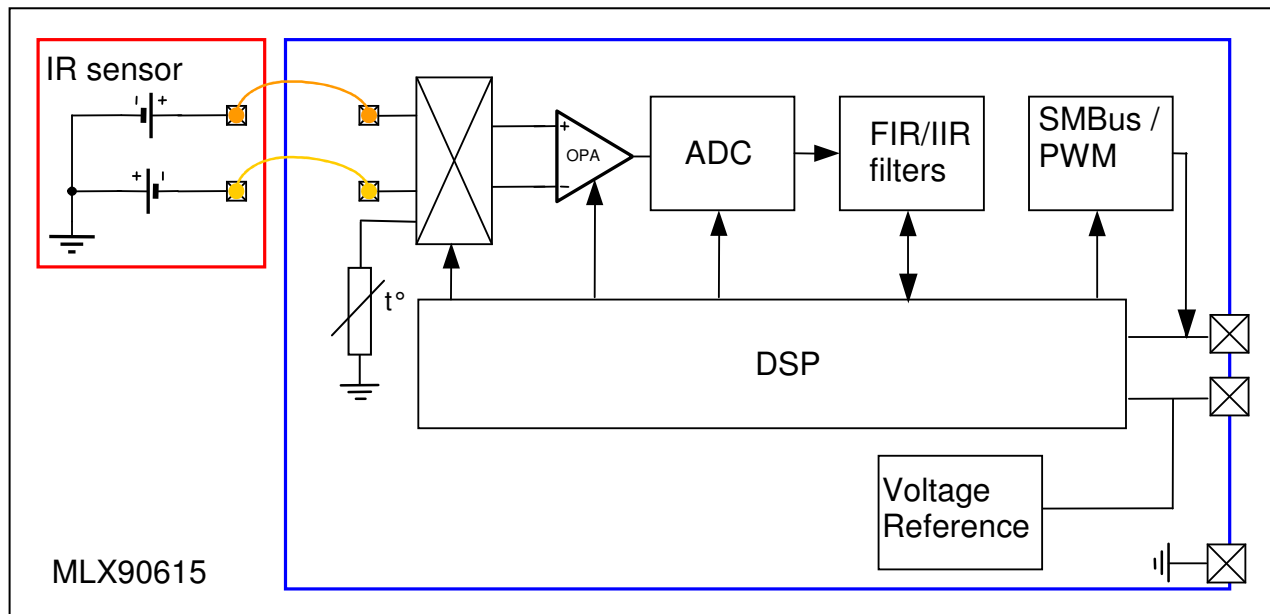 IR sensor
- +
+ -
t°
+
OPA
-
ADC
FIR/IIR
filters
SMBus /
PWM
DSP
Voltage
Reference
MLX90615